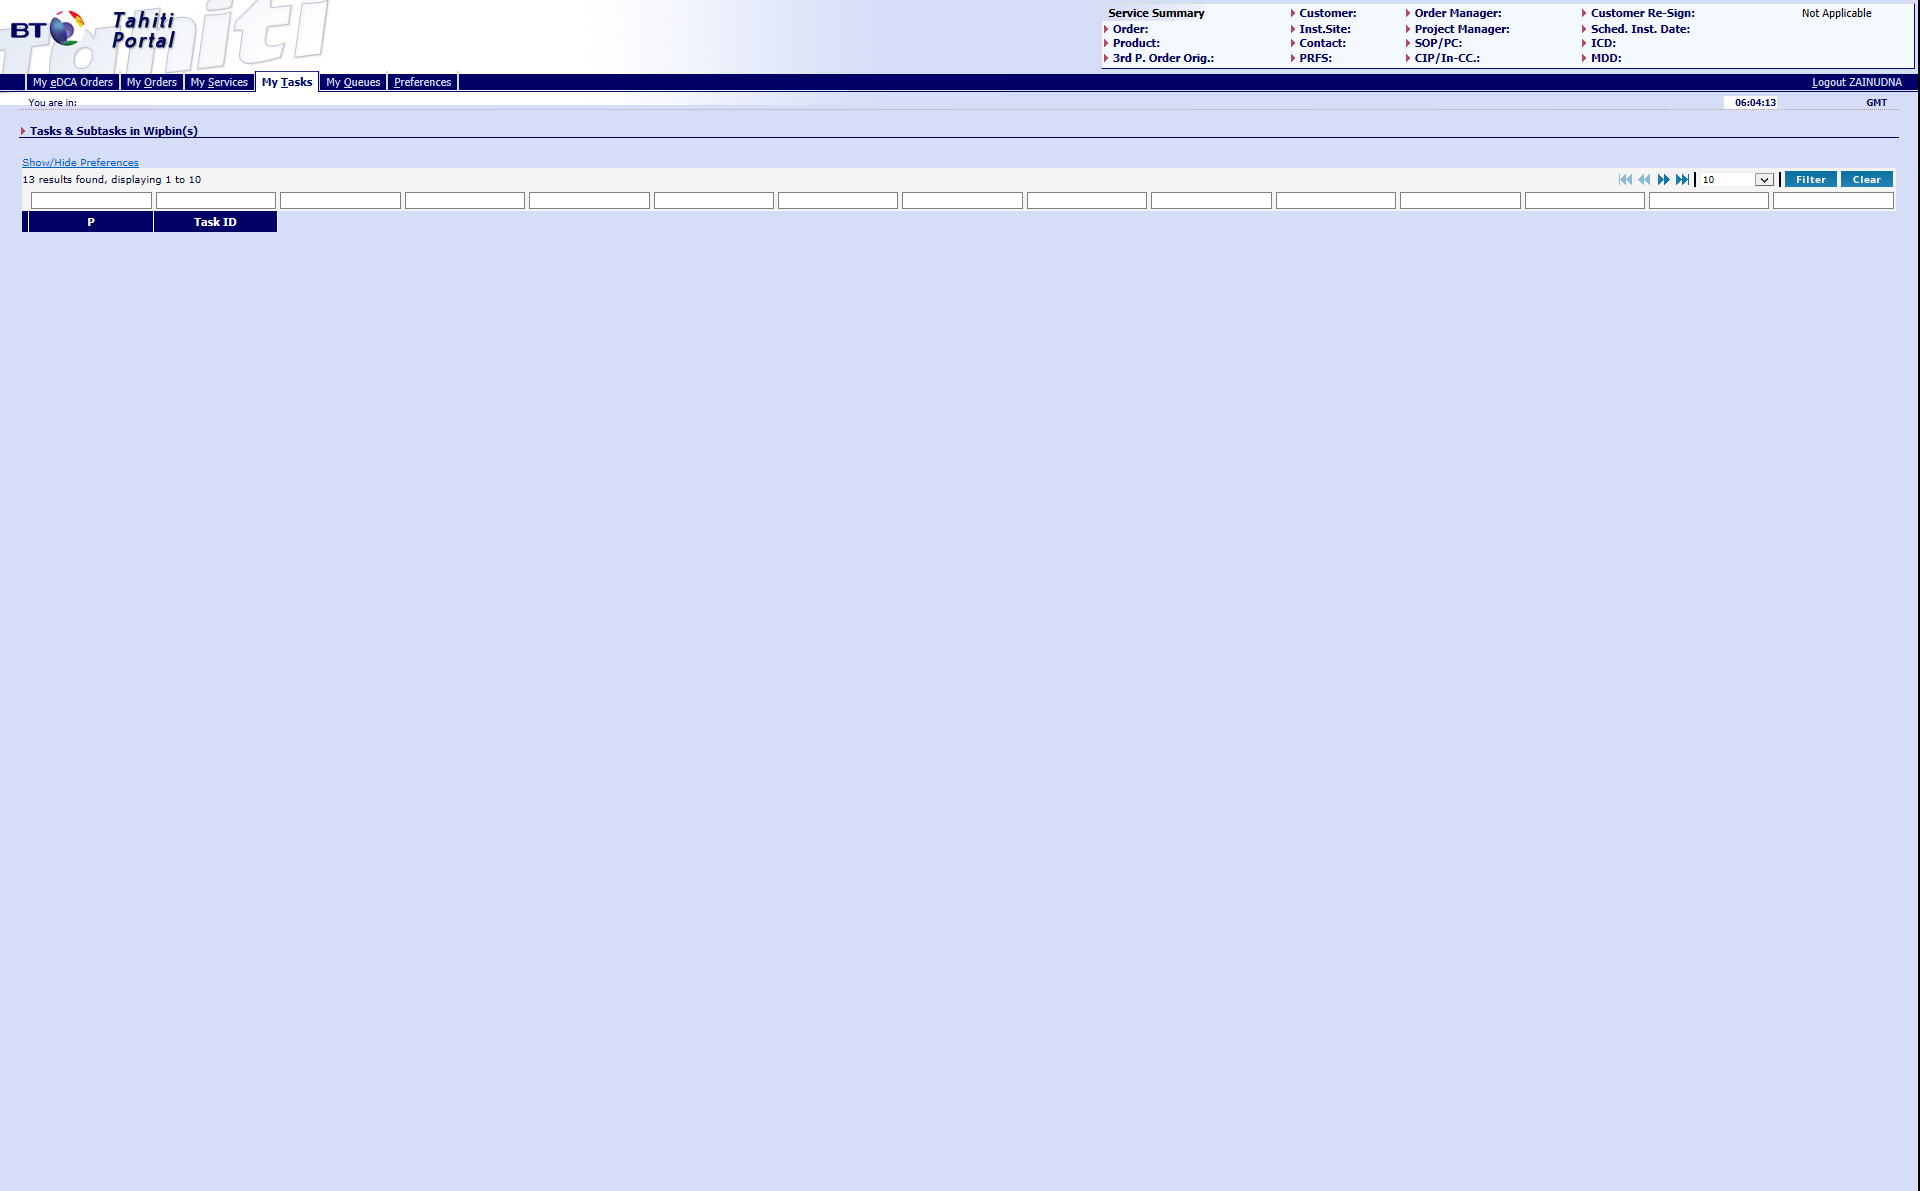 BT Tahiti Portal
Tahiti
Service Summary
Order:
Product:
3rd P. Order Orig.:
Customer:
Inst.Site:
Contact:
PRFS:
Order Manager:
Project Manager:
SOP/PC:
CIP/In-CC.:
Customer Re-Sign: Not Applicable
Sched. Inst. Date:
ICD:
MDD:
My eDCA Orders My Orders My Services My Tasks My Queues Preferences Logout ZAINUDNA
You are in: 06:04:13 GMT
Tasks & Subtasks in Wipbin(s)
Show/Hide Preferences
13 results found, displaying 1 to 10 10 Filter Clear
P Task ID